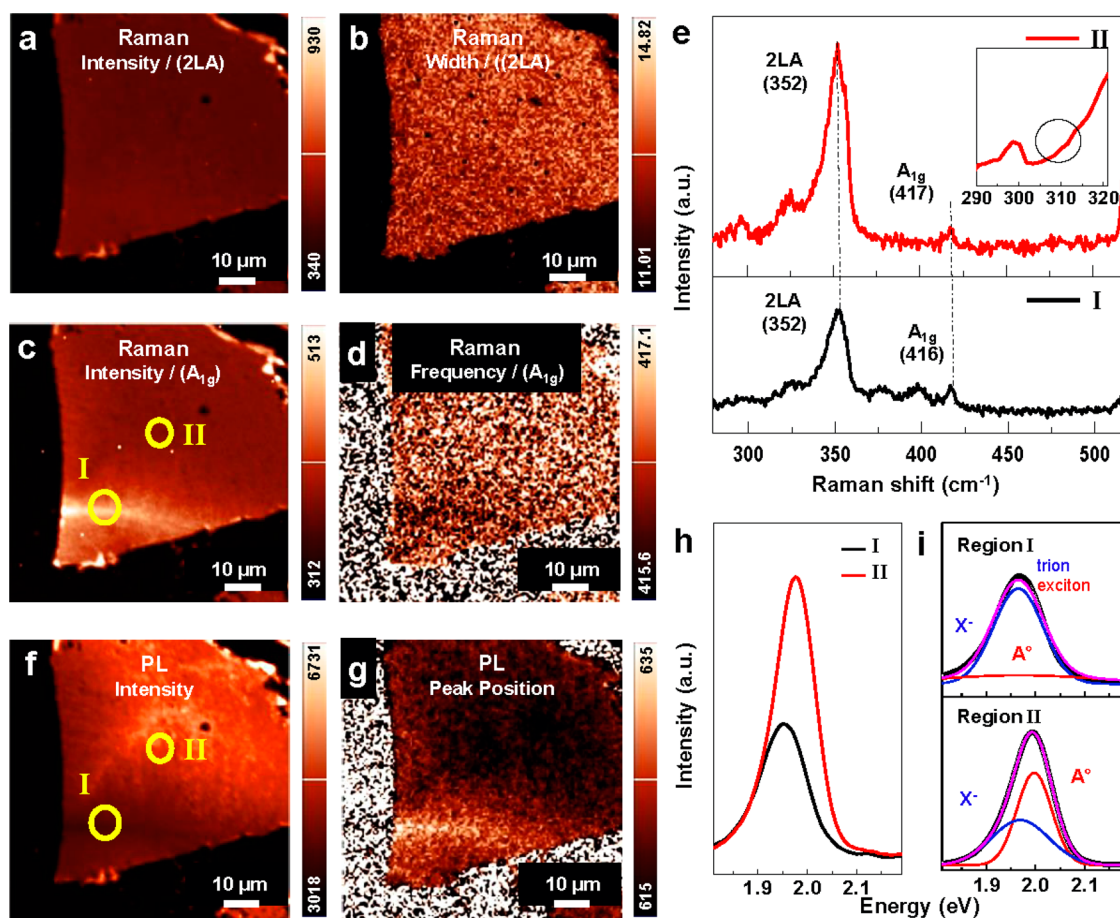 a
Raman
Intensity / (2LA)
930
340
10 µm
b
Raman
Width / ((2LA)
14.82
11.01
10 µm
c
Raman
Intensity / (A1g)
513
312
I
II
10 µm
d
Raman
Frequency / (A1g)
417.1
415.6
10 µm
e
II
2LA
(352)
A1g
(417)
290 300 310 320
I
2LA
(352)
A1g
(416)
Intensity (a.u.)
300 350 400 450 500
Raman shift (cm-1)
f
PL
Intensity
6731
3018
I
II
10 µm
g
PL
Peak Position
635
615
10 µm
h
I
II
Intensity (a.u.)
1.9 2.0 2.1
i
Region I
trion
exciton
X-
A°
Region II
X-
A°
1.9 2.0 2.1
Energy (eV)